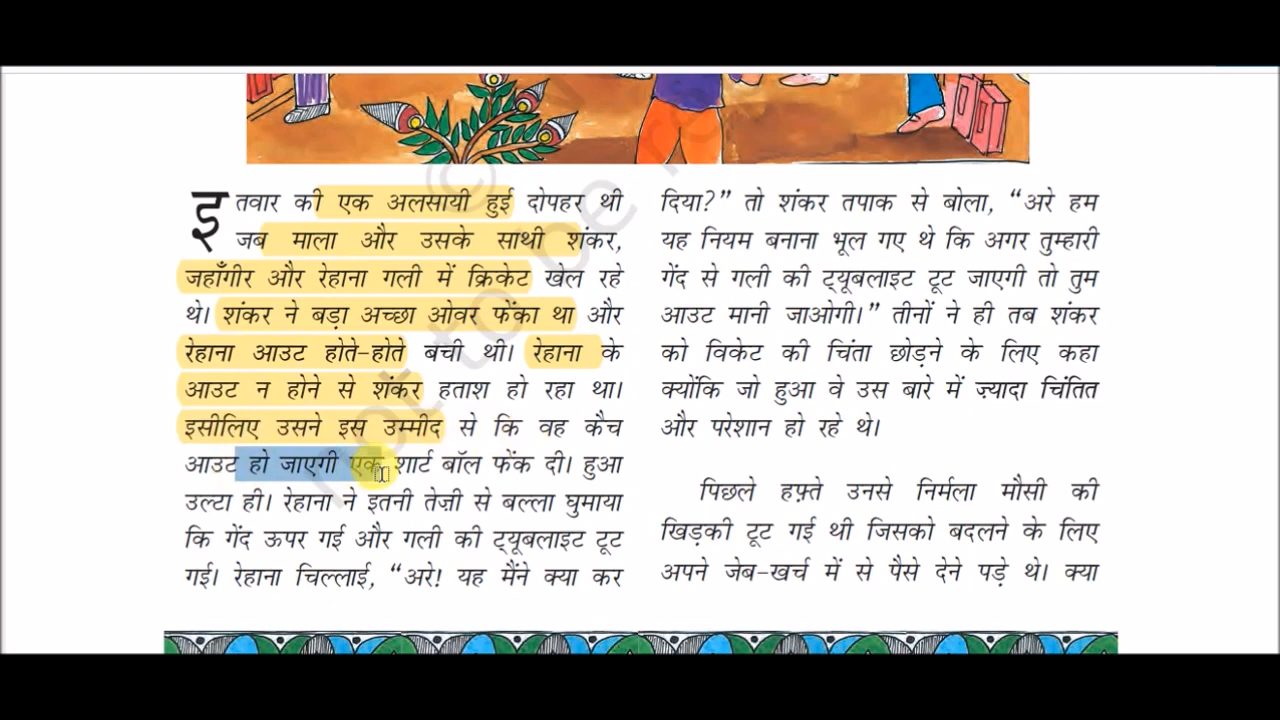 इतवार की एक अलसायी हुई दोपहर थी
जब माला और उसके साथी शंकर,
जहाँगीर और रेहाना गली में क्रिकेट खेल रहे
थे। शंकर ने बड़ा अच्छा ओवर फेंका था और
रेहाना आउट होते-होते बची थी। रेहाना के
आउट न होने से शंकर हताश हो रहा था।
इसीलिए उसने इस उम्मीद से कि वह कैच
आउट हो जाएगी एक शार्ट बॉल फेंक दी। हुआ
उल्टा ही। रेहाना ने इतनी तेज़ी से बल्ला घुमाया
कि गेंद ऊपर गई और गली की ट्यूबलाइट टूट
गई। रेहाना चिल्लाई, “अरे! यह मैंने क्या कर
दिया?” तो शंकर तपाक से बोला, “अरे हम
यह नियम बनाना भूल गए थे कि अगर तुम्हारी
गेंद से गली की ट्यूबलाइट टूट जाएगी तो तुम
आउट मानी जाओगी।” तीनों ने ही तब शंकर
को विकेट की चिंता छोड़ने के लिए कहा
क्योंकि जो हुआ वे उस बारे में ज़्यादा चिंतित
और परेशान हो रहे थे।
पिछले हफ़्ते उनसे निर्मला मौसी की
खिड़की टूट गई थी जिसको बदलने के लिए
अपने जेब-खर्च में से पैसे देने पड़े थे। क्या